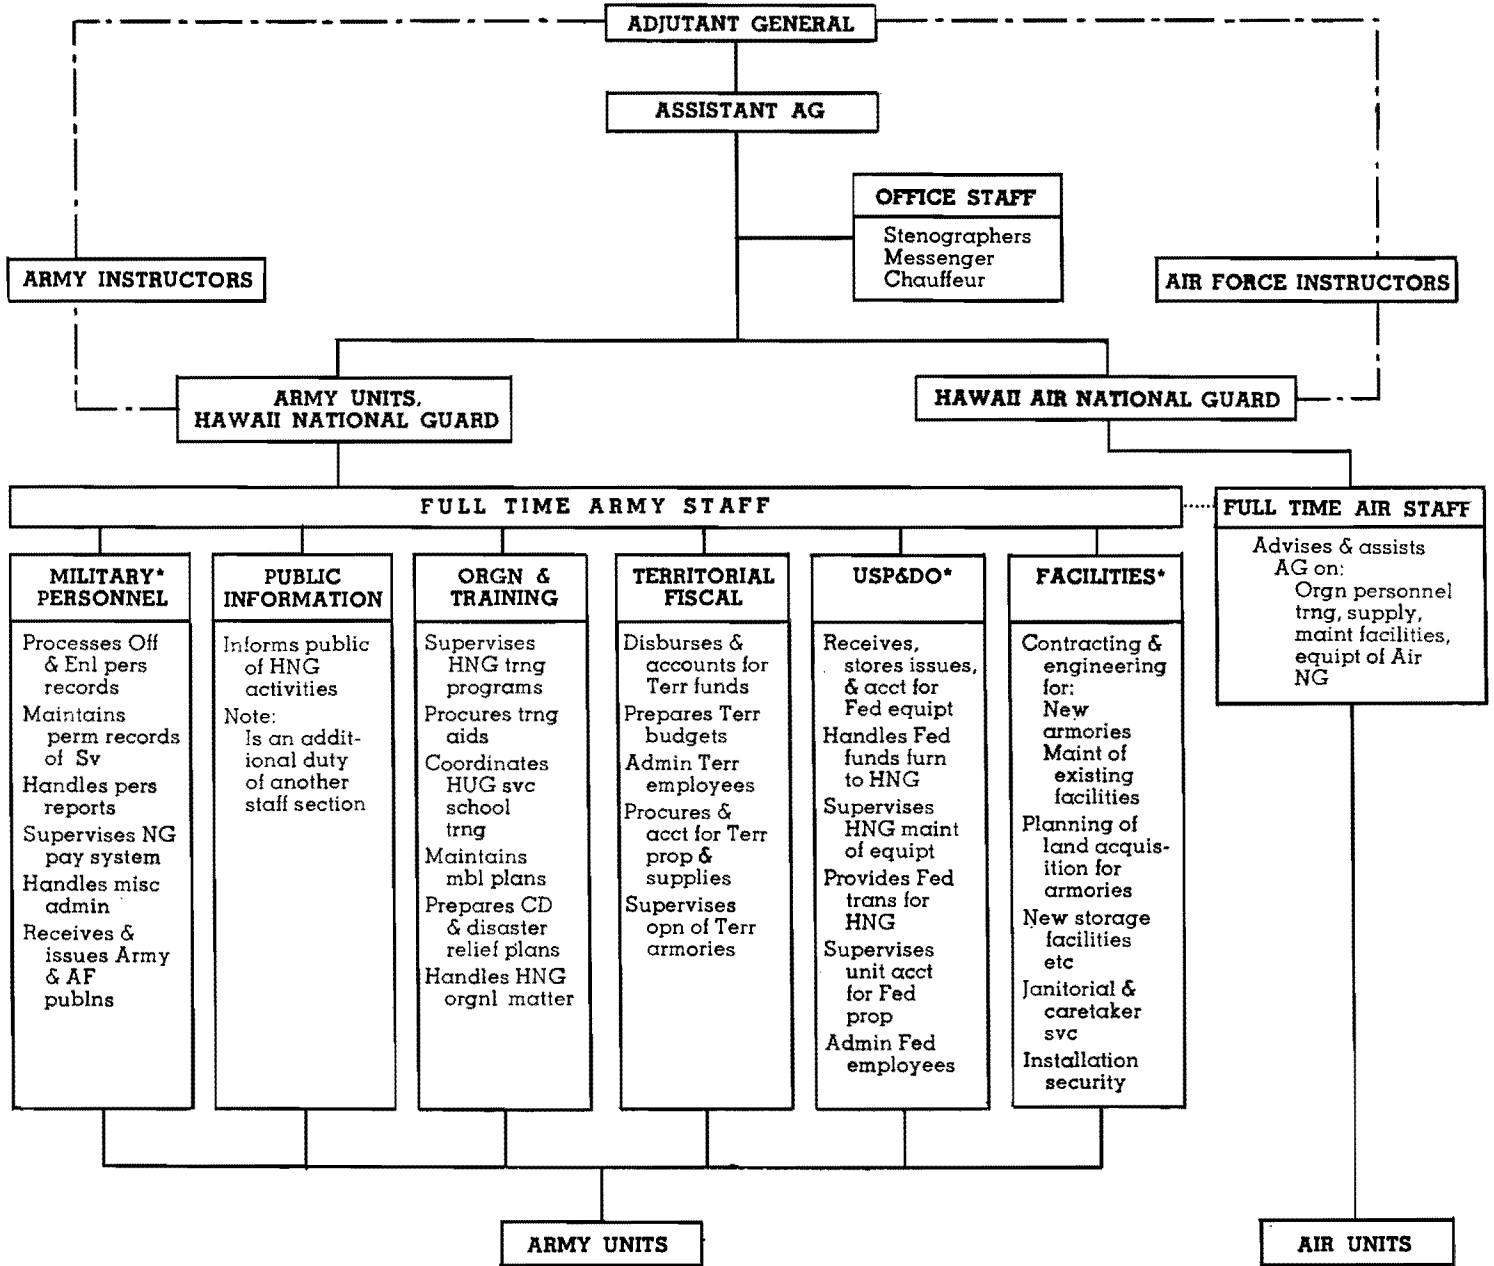 ADJUTANT GENERAL
ASSISTANT AG
OFFICE STAFF
Stenographers
Messenger
Chauffeur
ARMY INSTRUCTORS
AIR FORCE INSTRUCTORS
ARMY UNITS,
HAWAII NATIONAL GUARD
HAWAII AIR NATIONAL GUARD
FULL TIME ARMY STAFF
FULL TIME AIR STAFF
Advises & assists
AG on:
Orgn personnel
trng, supply,
maint facilities,
equipt of Air
NG
MILITARY*
PERSONNEL
Processes Off
& Enl pers
records
Maintains
perm records
of Sv
Handles pers
reports
Supervises NG
pay system
Handles misc
admin
Receives &
issues Army
& AF
publns
PUBLIC
INFORMATION
Informs public
of HNG
activities
Note:
Is an addit-
ional duty
of another
staff section
ORGN &
TRAINING
Supervises
HNG trng
programs
Procures trng
aids
Coordinates
HUG svc
school
trng
Maintains
mbl plans
Prepares CD
& disaster
relief plans
Handles HNG
orgnl matter
TERRITORIAL
FISCAL
Disburses &
accounts for
Terr funds
Prepares Terr
budgets
Admin Terr
employees
Procures &
acct for Terr
prop &
supplies
Supervises
opn of Terr
armories
USP&DO*
Receives,
stores issues,
& acct for
Fed equipt
Handles Fed
funds furn
to HNG
Supervises
HNG maint
of equipt
Provides Fed
trans for
HNG
Supervises
unit acct
for Fed
prop
Admin Fed
employees
FACILITIES*
Contracting &
engineering
for:
New
armories
Maint of
existing
facilities
Planning of
land acquis-
ition for
armories
New storage
facilities
etc
Janitorial &
caretaker
svc
Installation
security
ARMY UNITS
AIR UNITS